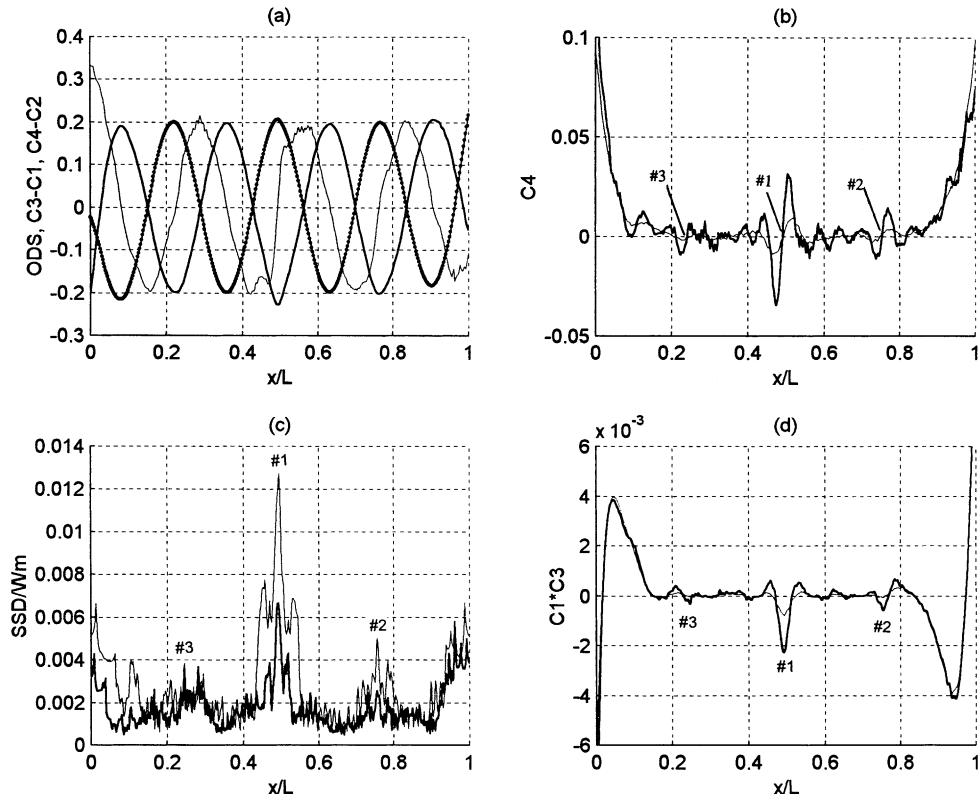 (a)
0.4
0.3
0.2
0.1
0
-0.1
-0.2
-0.3
ODS, C3-C1, C4-C2
0 0.2 0.4 0.6 0.8 1
x/L
(b)
0.1
0.05
0
-0.05
C4
#3
#1
#2
0 0.2 0.4 0.6 0.8 1
x/L
(c)
0.014
0.012
0.01
0.008
0.006
0.004
0.002
0
SSD/Wm
#1
#2
#3
0 0.2 0.4 0.6 0.8 1
x/L
(d)
x 10⁻³
6
4
2
0
-2
-4
-6
C1*C3
#3
#1
#2
0 0.2 0.4 0.6 0.8 1
x/L